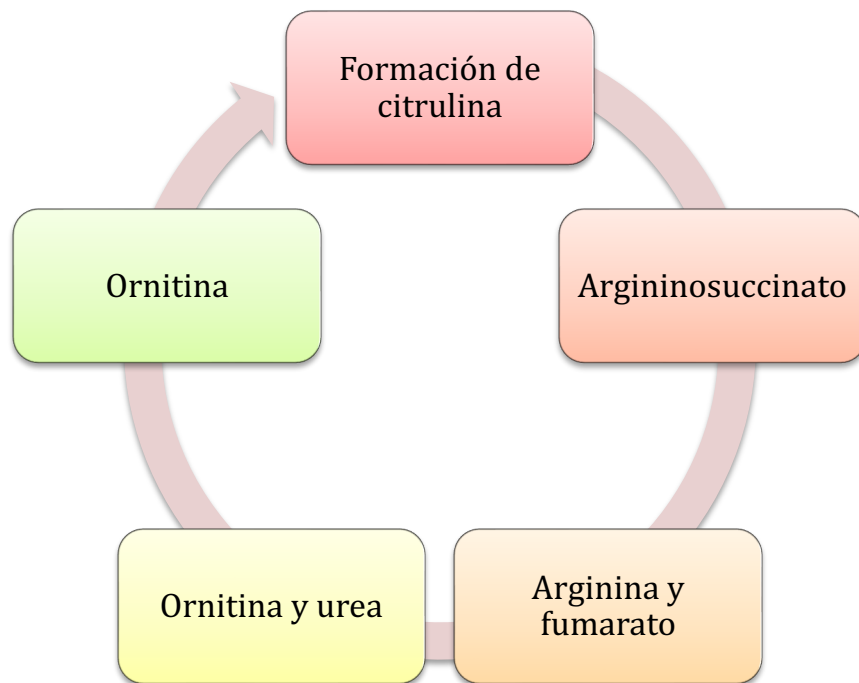 Formación de
citrulina
Argininosuccinato
Arginina y
fumarato
Ornitina y urea
Ornitina